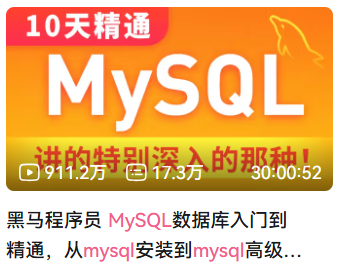 10天精通
MySQL
讲的特别深入的那种！
911.2万 17.3万 30:00:52
黑马程序员 MySQL数据库入门到
精通，从mysql安装到mysql高级...